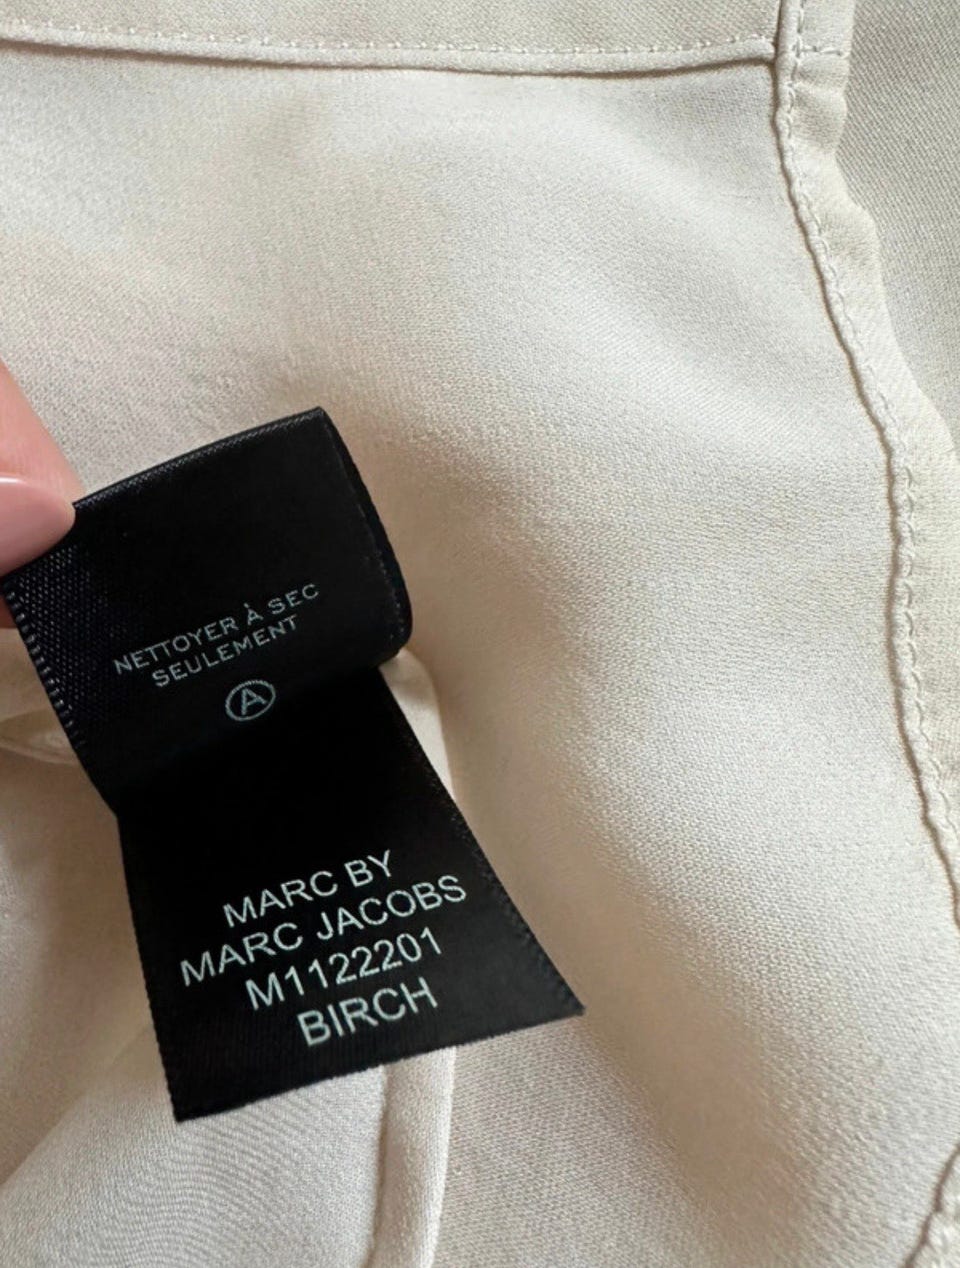 NETTOYER À SEC
SEULEMENT
A
MARC BY
MARC JACOBS
M1122201
BIRCH